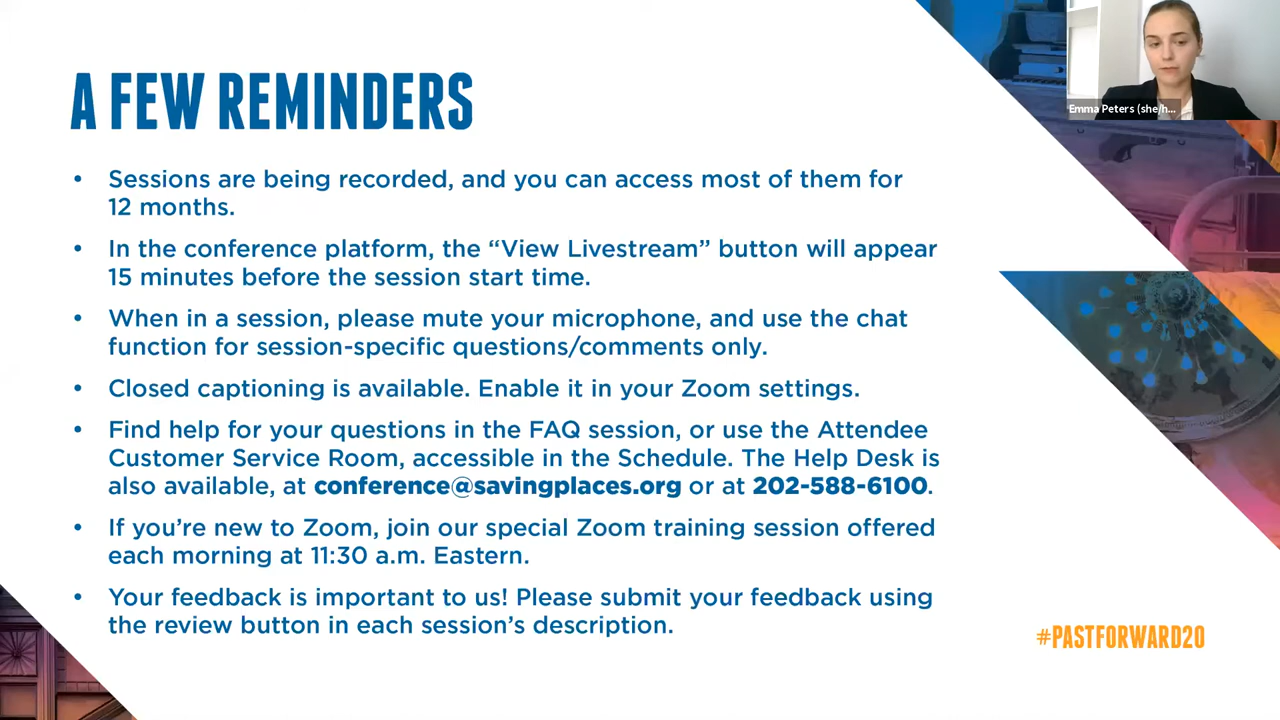 Emma Peters (she/h...
A FEW REMINDERS
• Sessions are being recorded, and you can access most of them for
12 months.
• In the conference platform, the “View Livestream” button will appear
15 minutes before the session start time.
• When in a session, please mute your microphone, and use the chat
function for session-specific questions/comments only.
• Closed captioning is available. Enable it in your Zoom settings.
• Find help for your questions in the FAQ session, or use the Attendee
Customer Service Room, accessible in the Schedule. The Help Desk is
also available, at conference@savingplaces.org or at 202-588-6100.
• If you’re new to Zoom, join our special Zoom training session offered
each morning at 11:30 a.m. Eastern.
• Your feedback is important to us! Please submit your feedback using
the review button in each session’s description.
#PASTFORWARD20